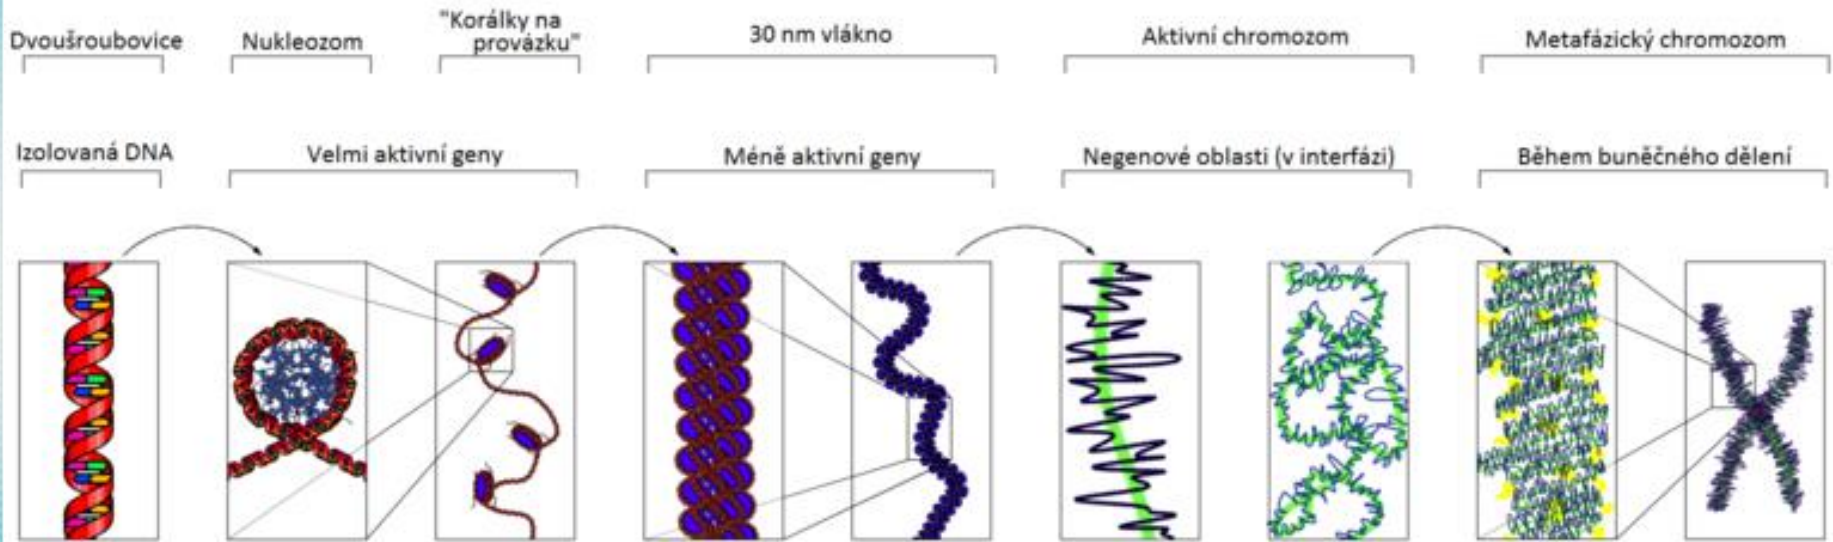 Dvoušroubovice
Nukleozom
"Korálky na
provázku"
30 nm vlákno
Aktivní chromozom
Metafázický chromozom
Izolovaná DNA
Velmi aktivní geny
Méně aktivní geny
Negenové oblasti (v interfázi)
Během buněčného dělení